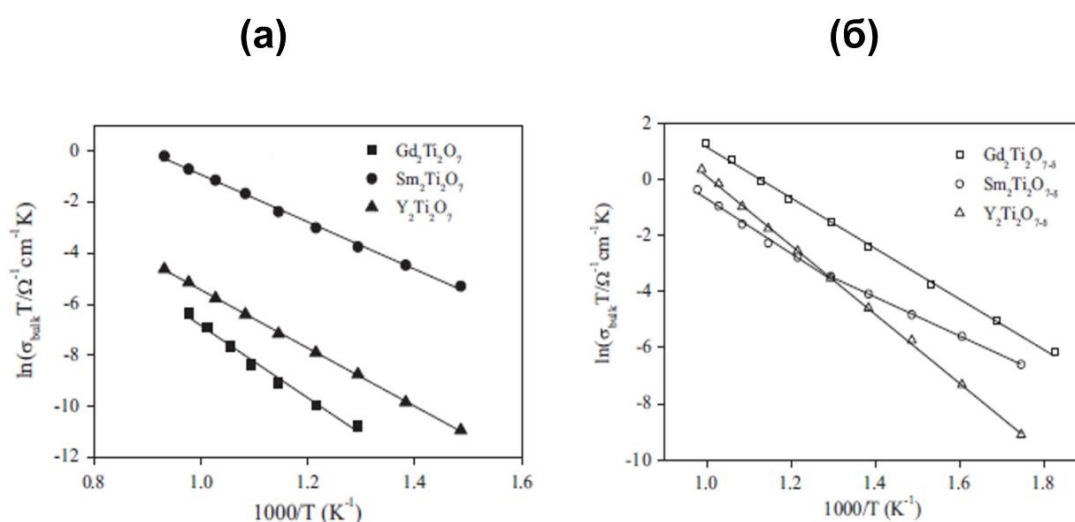 (а)
(б)
0
-2
-4
-6
-8
-10
-12
0.8
1.0
1.2
1.4
1.6
Gd₂Ti₂O₇
Sm₂Ti₂O₇
Y₂Ti₂O₇
ln(σ_bulk T/Ω⁻¹cm⁻¹K)
1000/T (K⁻¹)
2
0
-2
-4
-6
-8
-10
1.0
1.2
1.4
1.6
1.8
Gd₂Ti₂O₇₋δ
Sm₂Ti₂O₇₋δ
Y₂Ti₂O₇₋δ
ln(σ_bulk T/Ω⁻¹cm⁻¹K)
1000/T (K⁻¹)